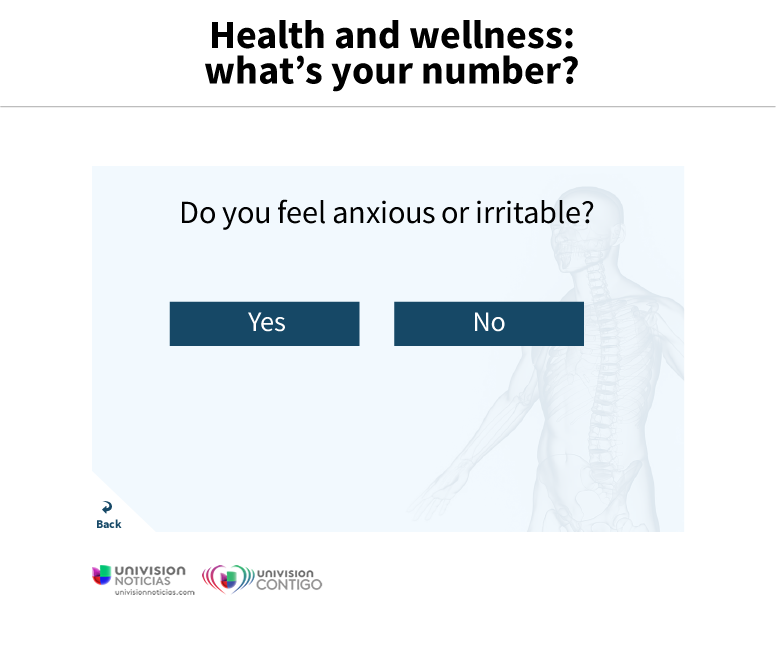 Health and wellness:
what’s your number?
Do you feel anxious or irritable?
Yes
No
Back
UNIVISION
NOTICIAS
univisionnoticias.com
UNIVISION
CONTIGO